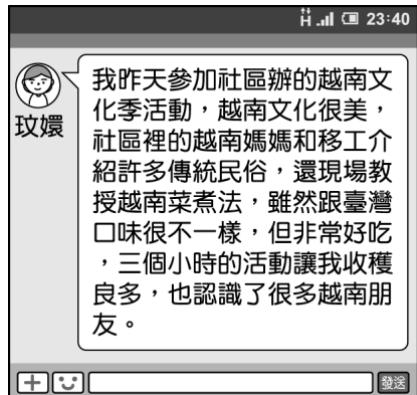 H 23:40
玟嬛
我昨天參加社區辦的越南文
化季活動,越南文化很美,
社區裡的越南媽媽和移工介
紹許多傳統民俗,還現場教
授越南菜煮法,雖然跟臺灣
口味很不一樣,但非常好吃
,三個小時的活動讓我收穫
良多,也認識了很多越南朋
友。
發送